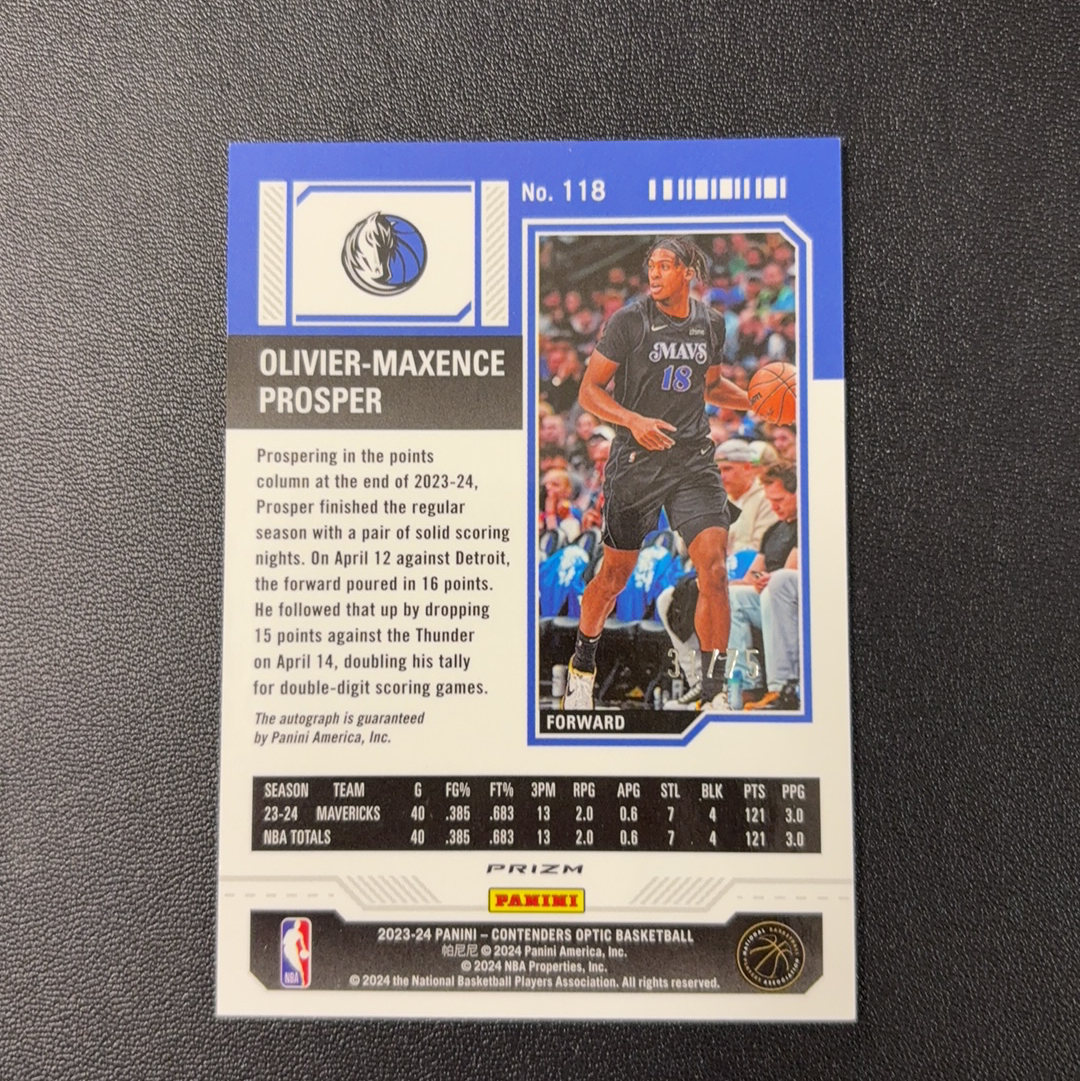 No. 118
OLIVIER-MAXENCE
PROSPER
MAVS
18
Prospering in the points
column at the end of 2023-24,
Prosper finished the regular
season with a pair of solid scoring
nights. On April 12 against Detroit,
the forward poured in 16 points.
He followed that up by dropping
15 points against the Thunder
on April 14, doubling his tally
for double-digit scoring games.
The autograph is guaranteed
by Panini America, Inc.
FORWARD
SEASON TEAM G FG% FT% 3PM RPG APG STL BLK PTS PPG
23-24 MAVERICKS 40 .385 .683 13 2.0 0.6 7 4 121 3.0
NBA TOTALS 40 .385 .683 13 2.0 0.6 7 4 121 3.0
PRIZM
PANINI
2023-24 PANINI – CONTENDERS OPTIC BASKETBALL
帕尼尼 © 2024 Panini America, Inc.
© 2024 NBA Properties, Inc.
© 2024 the National Basketball Players Association. All rights reserved.
NBA
NATIONAL BASKETBALL
PLAYERS ASSOCIATION